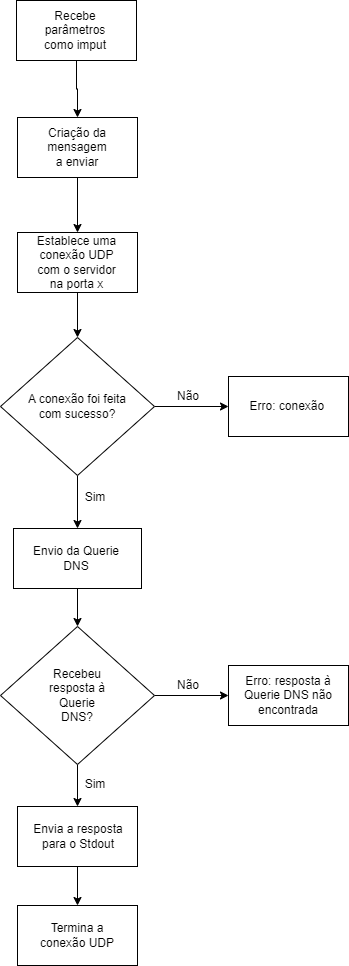 Recebe
parâmetros
como imput
Criação da
mensagem
a enviar
Establece uma
conexão UDP
com o servidor
na porta x
A conexão foi feita
com sucesso?
Não
Erro: conexão
Sim
Envio da Querie
DNS
Recebeu
resposta à
Querie
DNS?
Não
Erro: resposta à
Querie DNS não
encontrada
Sim
Envia a resposta
para o Stdout
Termina a
conexão UDP